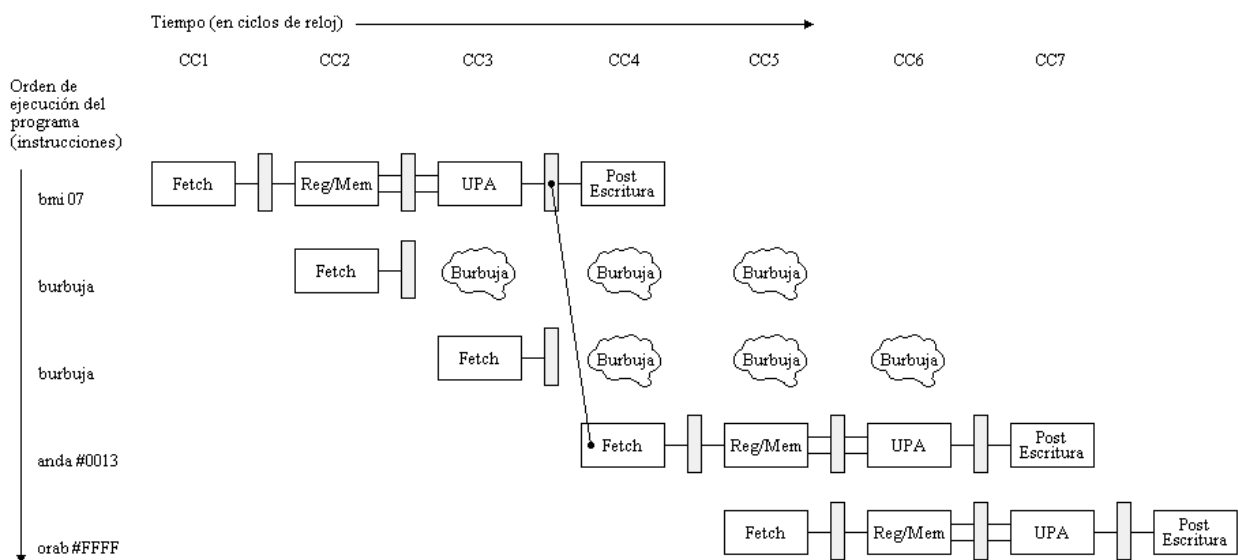 Tiempo (en ciclos de reloj)
CC1 CC2 CC3 CC4 CC5 CC6 CC7
Orden de
ejecución del
programa
(instrucciones)
bmi 07
Fetch Reg/Mem UPA Post
Escritura
burbuja
Fetch Burbuja Burbuja Burbuja
burbuja
Fetch Burbuja Burbuja Burbuja
anda #0013
Fetch Reg/Mem UPA Post
Escritura
orab #FFFF
Fetch Reg/Mem UPA Post
Escritura